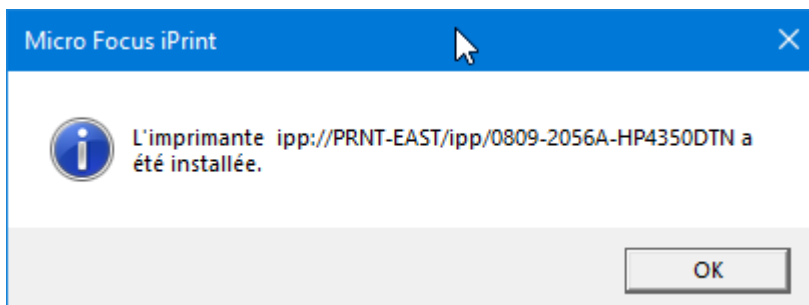 Micro Focus iPrint
L'imprimante  ipp://PRNT-EAST/ipp/0809-2056A-HP4350DTN a
été installée.
OK